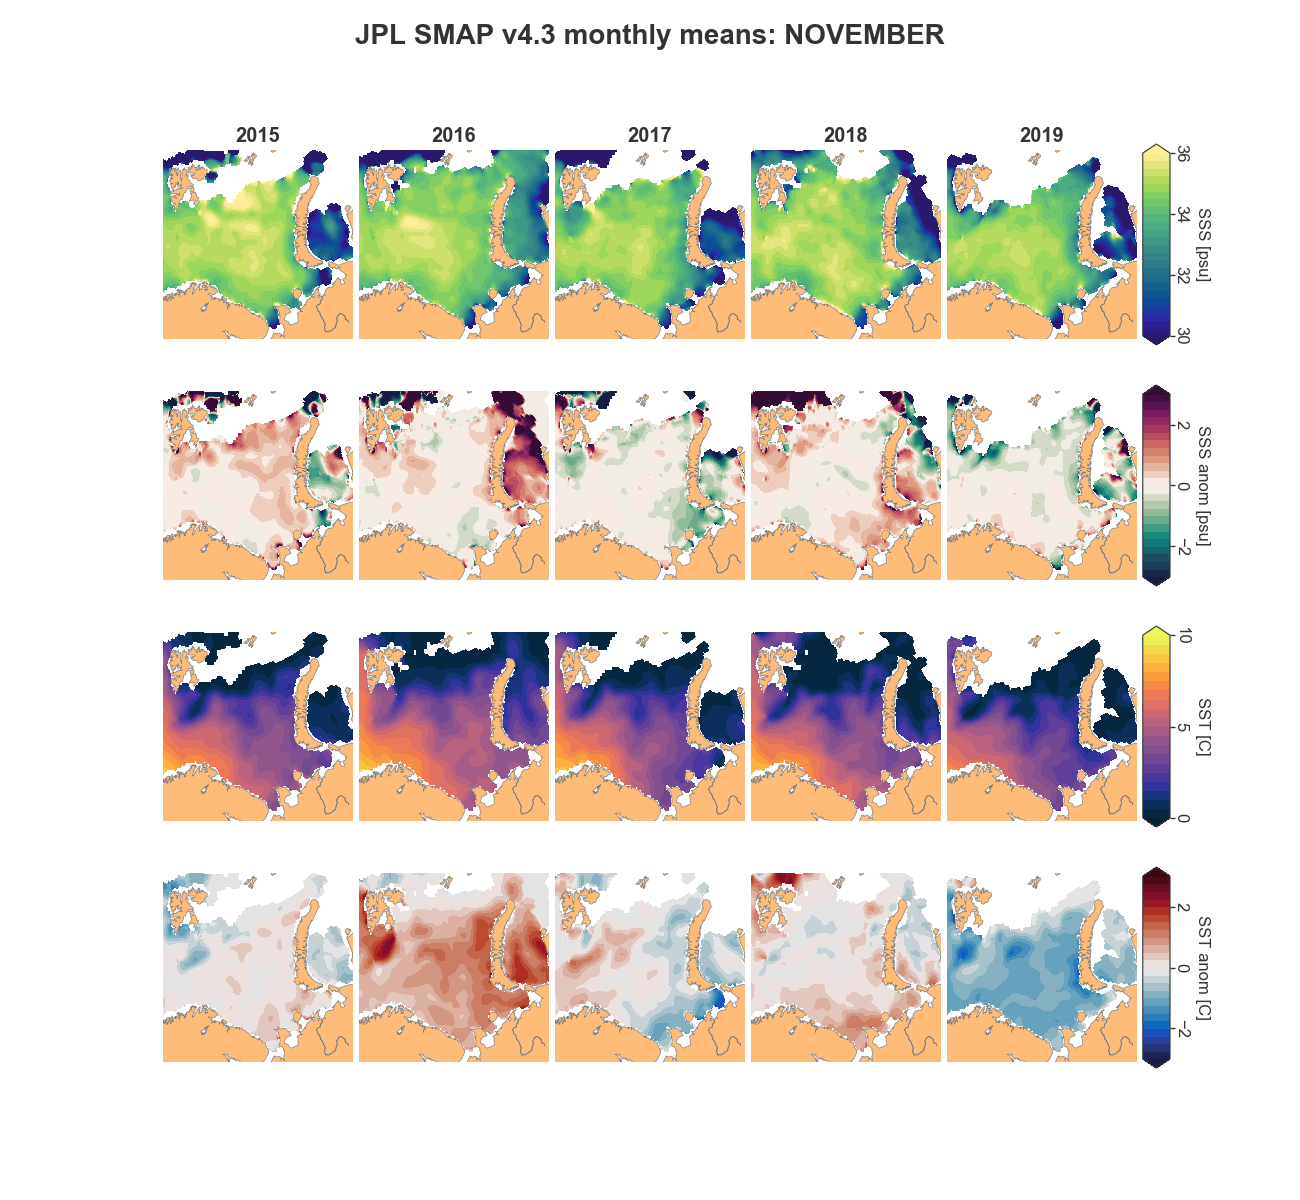 JPL SMAP v4.3 monthly means: NOVEMBER
2015 2016 2017 2018 2019
36
34
32
30
SSS [psu]
2
0
−2
SSS anom [psu]
10
5
0
SST [C]
2
0
−2
SST anom [C]